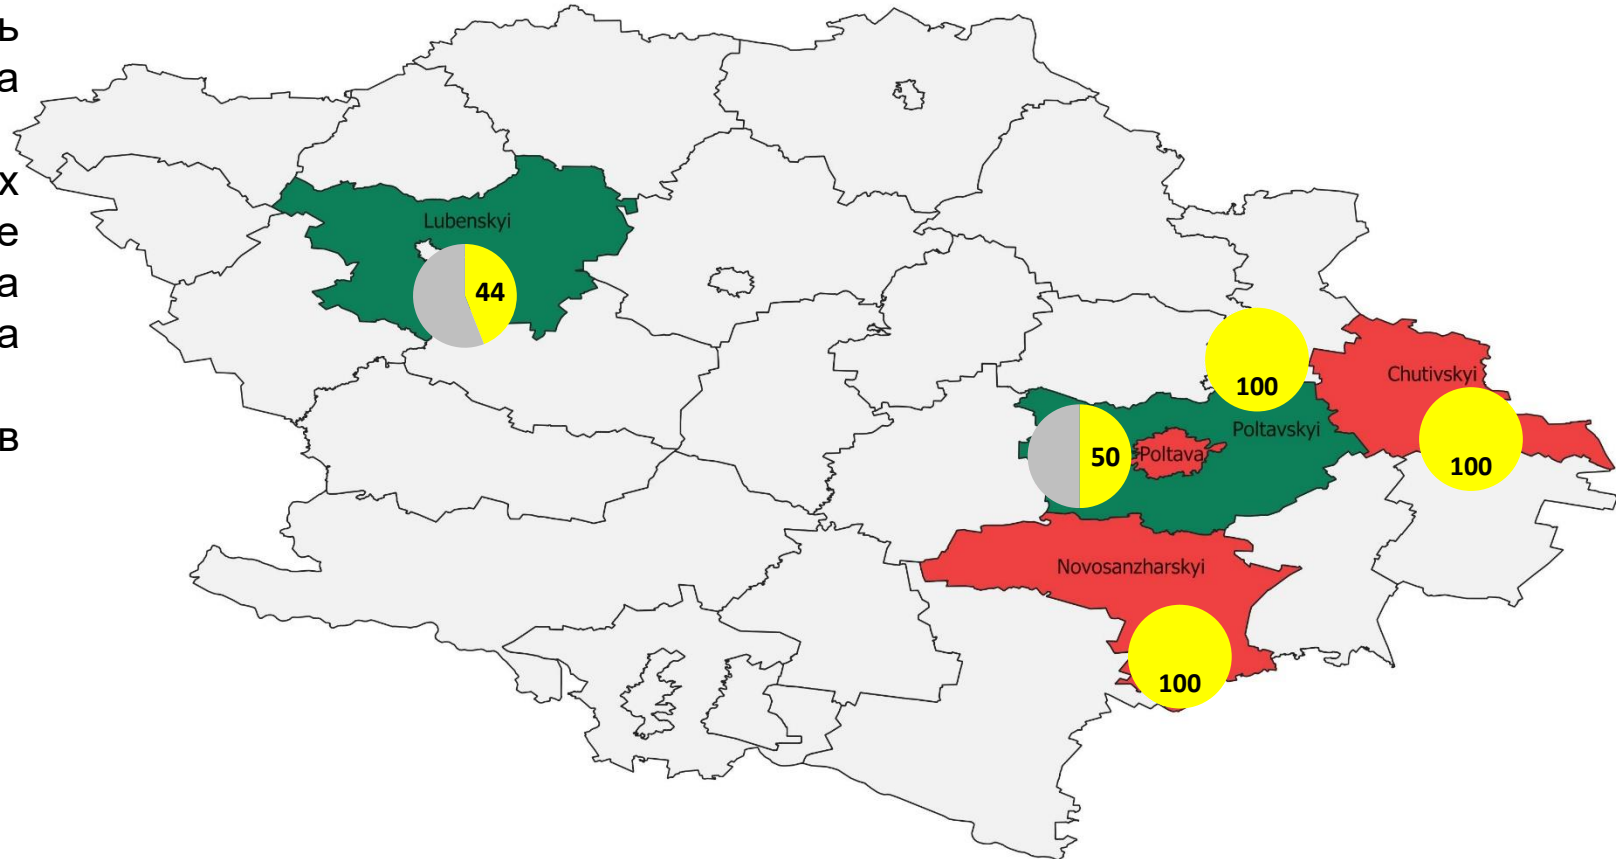 ь
а
х
е
а
а
в
Lubenskyi
44
100
Chutivskyi
Poltavskyi
50
Poltava
100
Novosanzharskyi
100